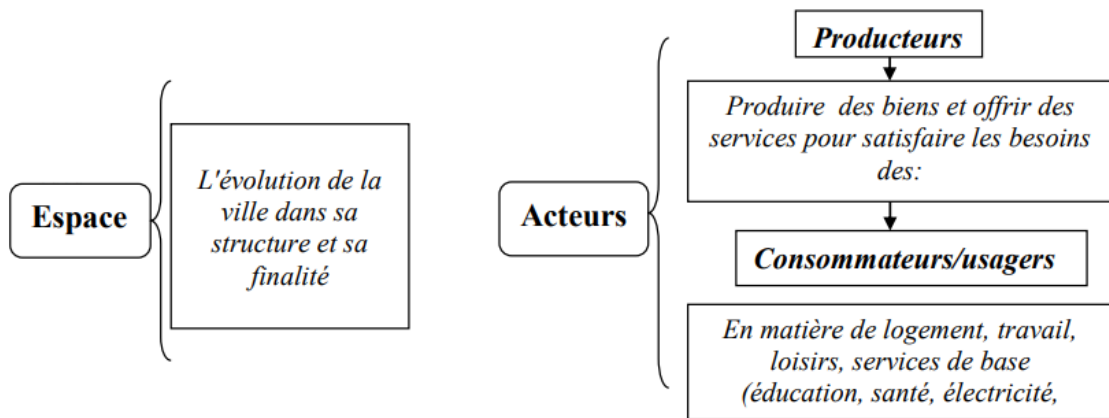 Espace
L'évolution de la
ville dans sa
structure et sa
finalité
Acteurs
Producteurs
Produire des biens et offrir des
services pour satisfaire les besoins
des:
Consommateurs/usagers
En matière de logement, travail,
loisirs, services de base
(éducation, santé, électricité,